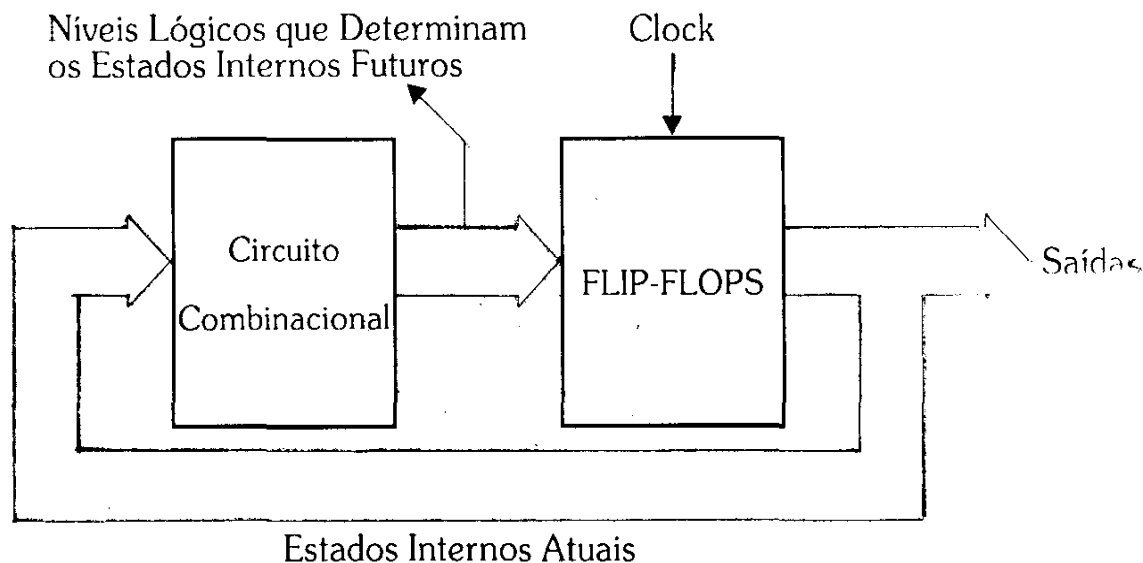 Níveis Lógicos que Determinam
os Estados Internos Futuros
Clock
Circuito
Combinacional
FLIP-FLOPS
Saídas
Estados Internos Atuais